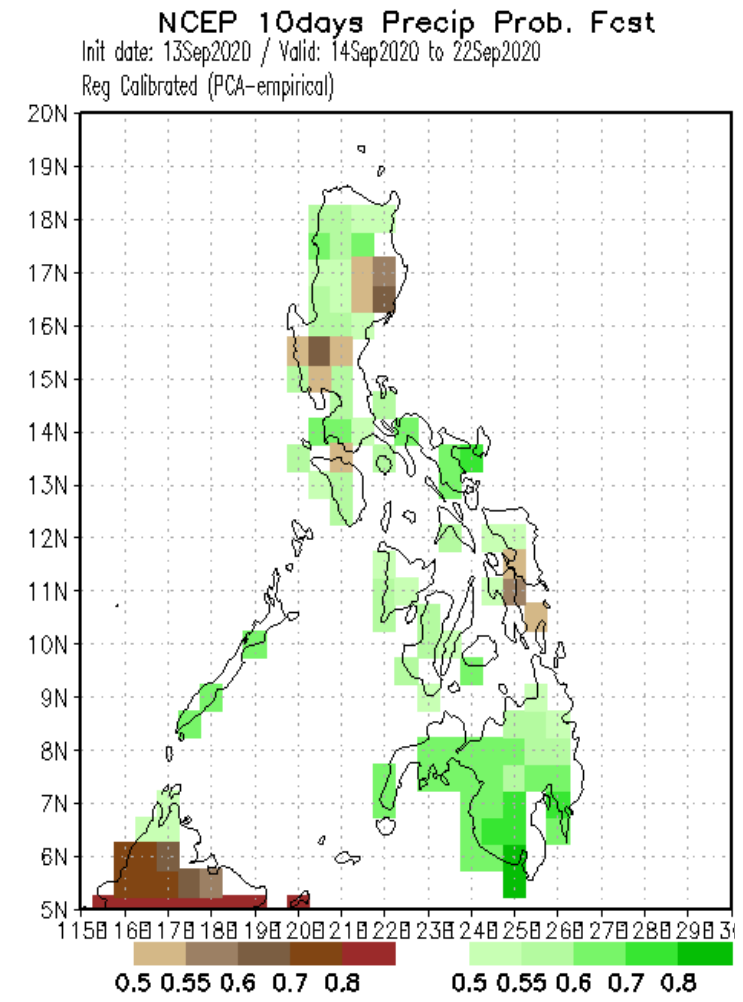 NCEP 10days Precip Prob. Fcst
Init date: 13Sep2020 / Valid: 14Sep2020 to 22Sep2020
Reg Calibrated (PCA-empirical)
20N
19N
18N
17N
16N
15N
14N
13N
12N
11N
10N
9N
8N
7N
6N
5N
0.5 0.55 0.6 0.7 0.8 0.5 0.55 0.6 0.7 0.8